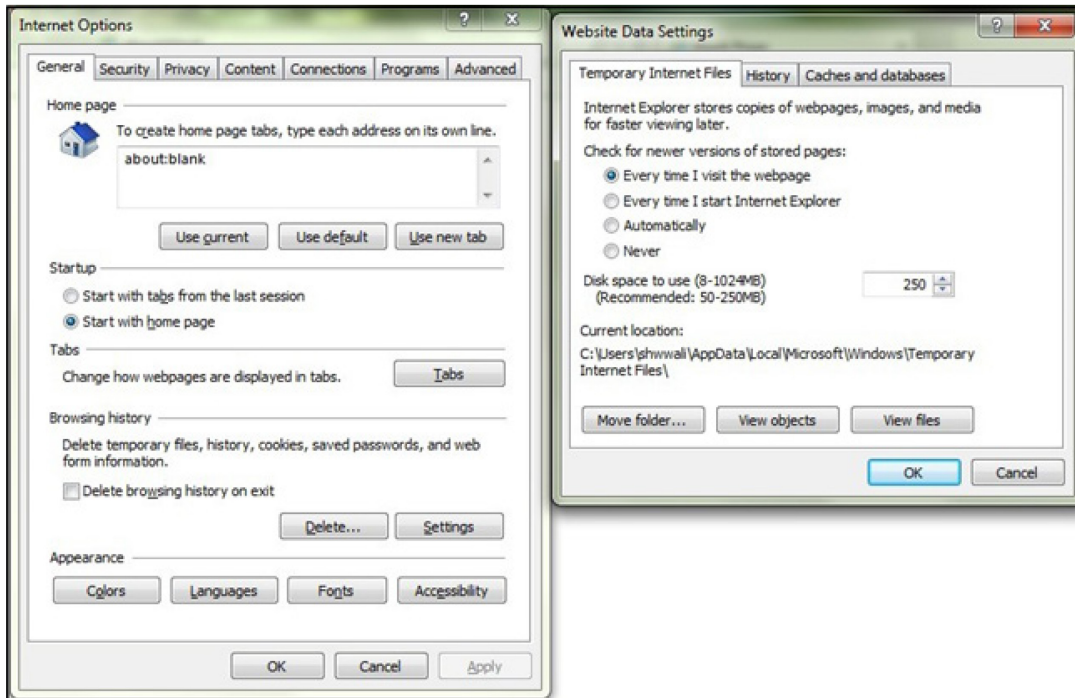 Internet Options
General Security Privacy Content Connections Programs Advanced
Home page
To create home page tabs, type each address on its own line.
about:blank
Use current Use default Use new tab
Startup
Start with tabs from the last session
Start with home page
Tabs
Change how webpages are displayed in tabs.
Tabs
Browsing history
Delete temporary files, history, cookies, saved passwords, and web
form information.
Delete browsing history on exit
Delete... Settings
Appearance
Colors Languages Fonts Accessibility
OK Cancel Apply
Website Data Settings
Temporary Internet Files History Caches and databases
Internet Explorer stores copies of webpages, images, and media
for faster viewing later.
Check for newer versions of stored pages:
Every time I visit the webpage
Every time I start Internet Explorer
Automatically
Never
Disk space to use (8-1024MB)
(Recommended: 50-250MB)
250
Current location:
C:\Users\shwwali\AppData\Local\Microsoft\Windows\Temporary
Internet Files\
Move folder... View objects View files
OK Cancel